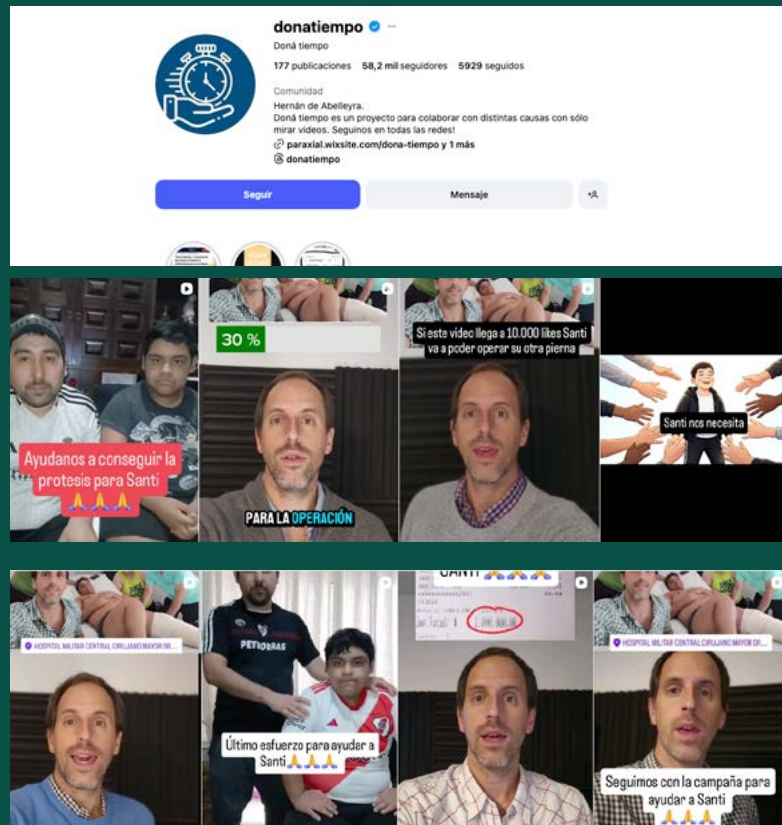 donatiempo
Doná tiempo
177 publicaciones 58,2 mil seguidores 5929 seguidos
Comunidad
Hernán de Abelleyra.
Doná tiempo es un proyecto para colaborar con distintas causas con sólo
mirar videos. Seguinos en todas las redes!
paraxial.wixsite.com/dona-tiempo y 1 más
donatiempo
Seguir
Mensaje
Ayudanos a conseguir la
protesis para Santi
30 %
PARA LA OPERACIÓN
Si este video llega a 10.000 likes Santi
va a poder operar su otra pierna
Santi nos necesita
HOSPITAL MILITAR CENTRAL CIRUJANO MAYOR DR....
PETROBRAS
Último esfuerzo para ayudar a
Santi
SANTI
HOSPITAL MILITAR CENTRAL CIRUJANO MAYOR DR....
Seguimos con la campaña para
ayudar a Santi